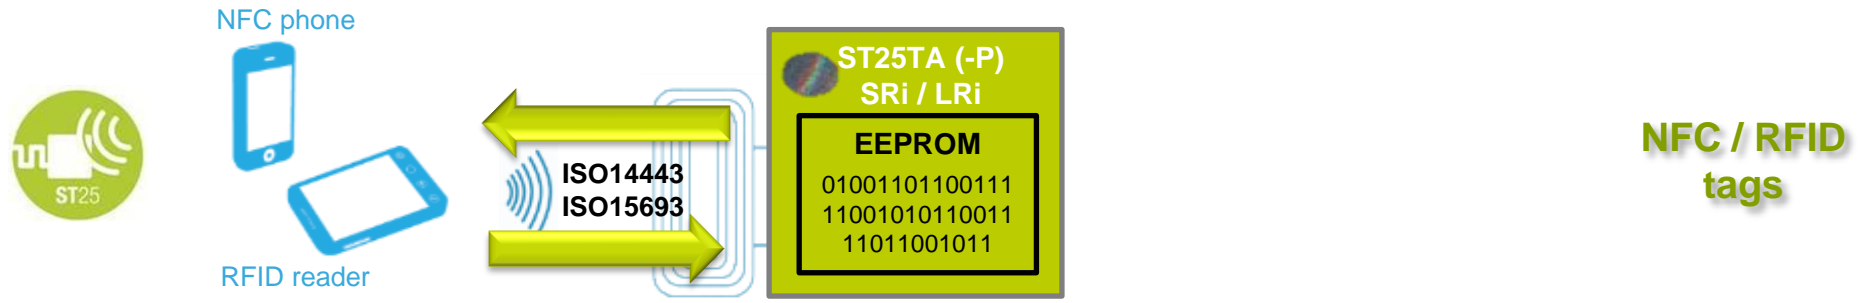 NFC phone
ST25
RFID reader
ISO14443
ISO15693
ST25TA (-P)
SRi / LRi
EEPROM
01001101100111
11001010110011
11011001011
NFC / RFID
tags